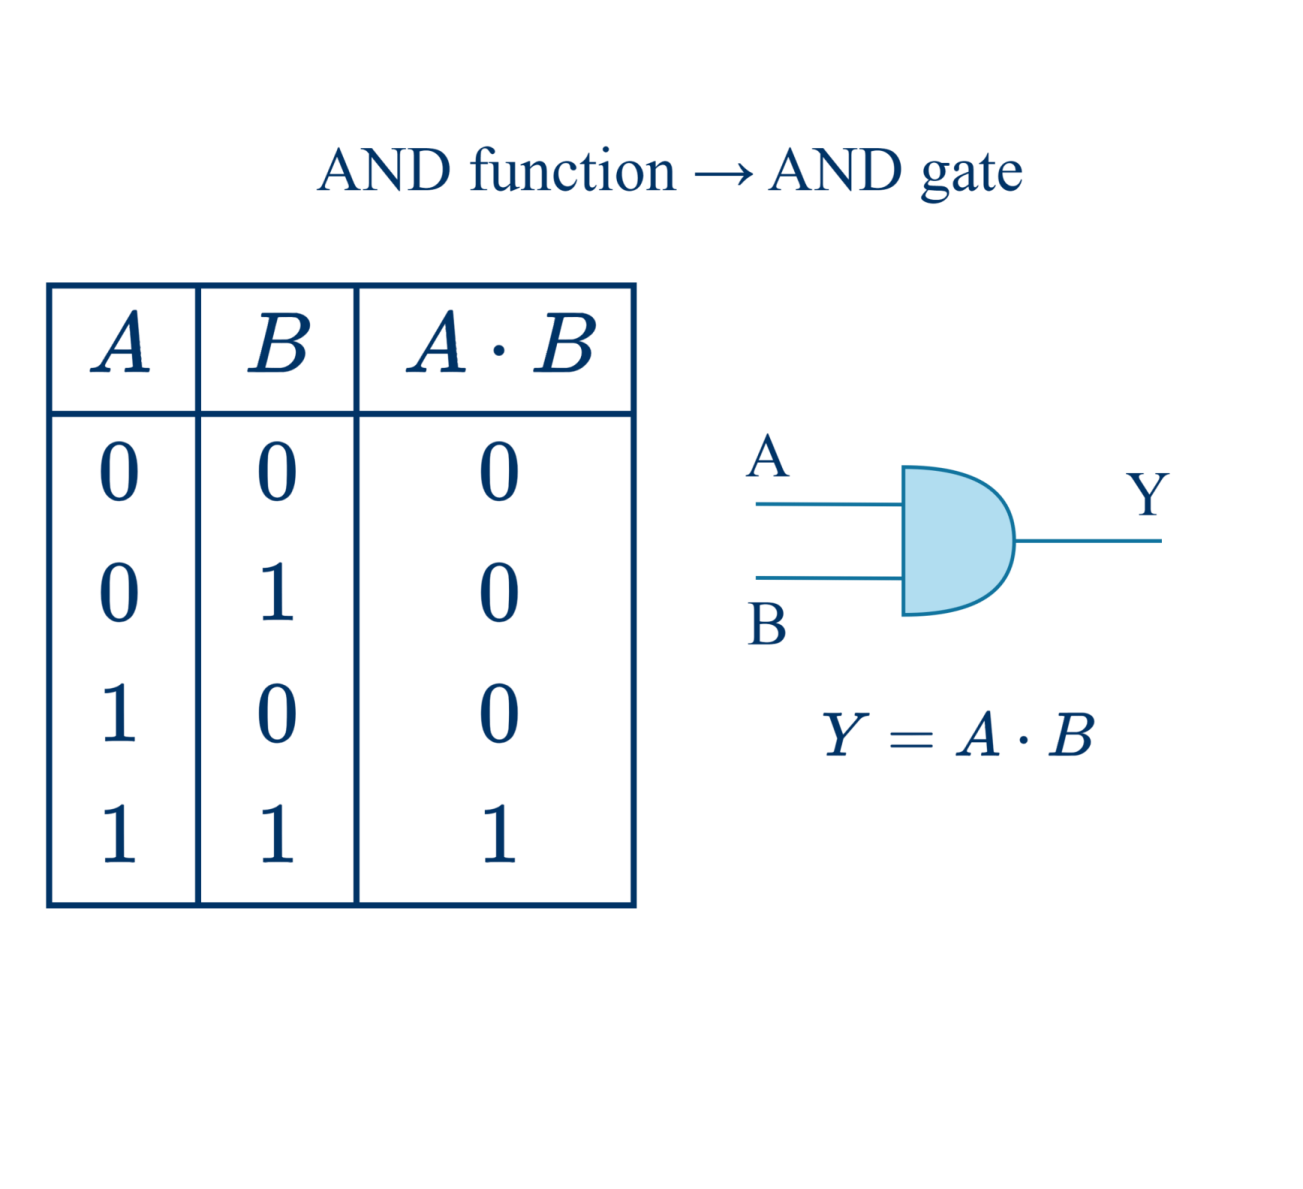 AND function → AND gate
A B A · B
0 0 0
0 1 0
1 0 0
1 1 1
A
Y
B
Y = A · B